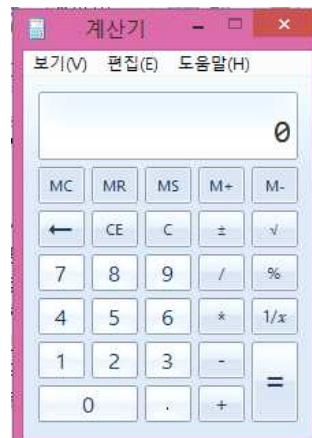 계산기
보기(V) 편집(E) 도움말(H)
0
MC MR MS M+ M-
← CE C ± √
7 8 9 / %
4 5 6 * 1/x
1 2 3 - =
0 . +